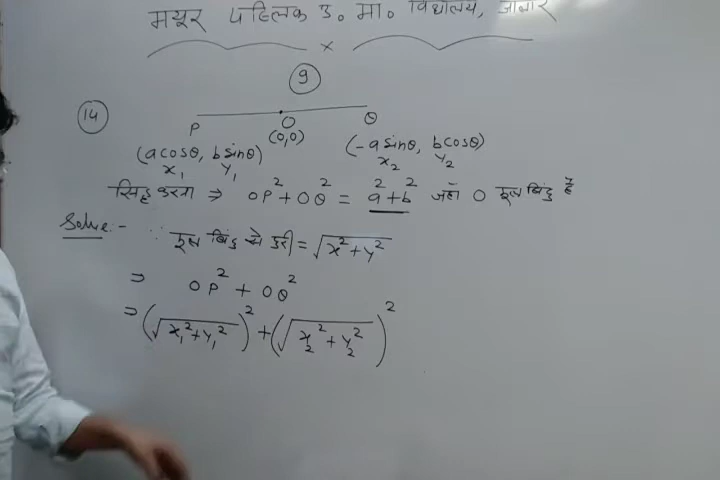 मयूर पब्लिक उ० मा० विद्यालय,
×
9
14
P O Q
(0,0)
(a cosθ, b sinθ) (-a sinθ, b cosθ)
x₁ y₁ x₂ y₂
सिद्ध करना ⇒ OP² + OQ² = a² + b² जहाँ O मूल बिंदु है
Solve:- ∵ मूल बिंदु से दूरी = √x² + y²
⇒ OP² + OQ²
⇒ (√x₁² + y₁²)² + (√x₂² + y₂²)²